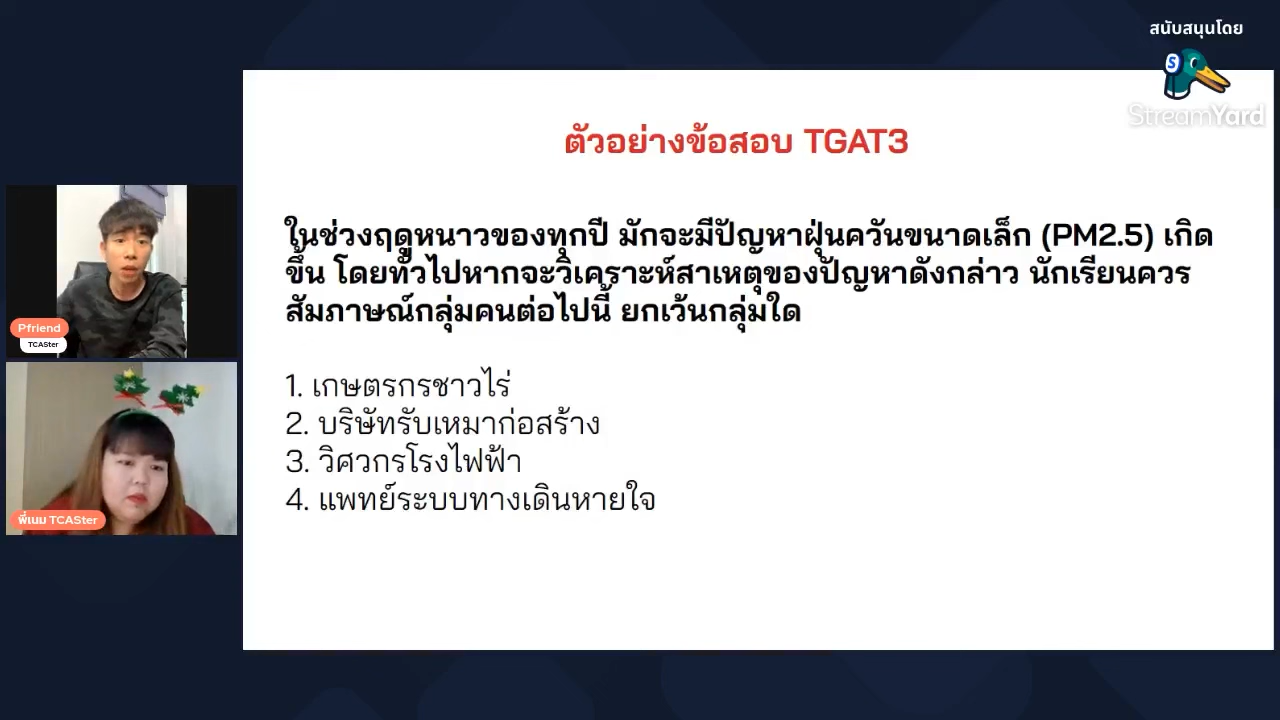 สนับสนุนโดย
StreamYard
ตัวอย่างข้อสอบ TGAT3
ในช่วงฤดูหนาวของทุกปี มักจะมีปัญหาฝุ่นควันขนาดเล็ก (PM2.5) เกิด
ขึ้น โดยทั่วไปหากจะวิเคราะห์สาเหตุของปัญหาดังกล่าว นักเรียนควร
สัมภาษณ์กลุ่มคนต่อไปนี้ ยกเว้นกลุ่มใด
1. เกษตรกรชาวไร่
2. บริษัทรับเหมาก่อสร้าง
3. วิศวกรโรงไฟฟ้า
4. แพทย์ระบบทางเดินหายใจ
Pfriend
TCASter
พี่เนม TCASter